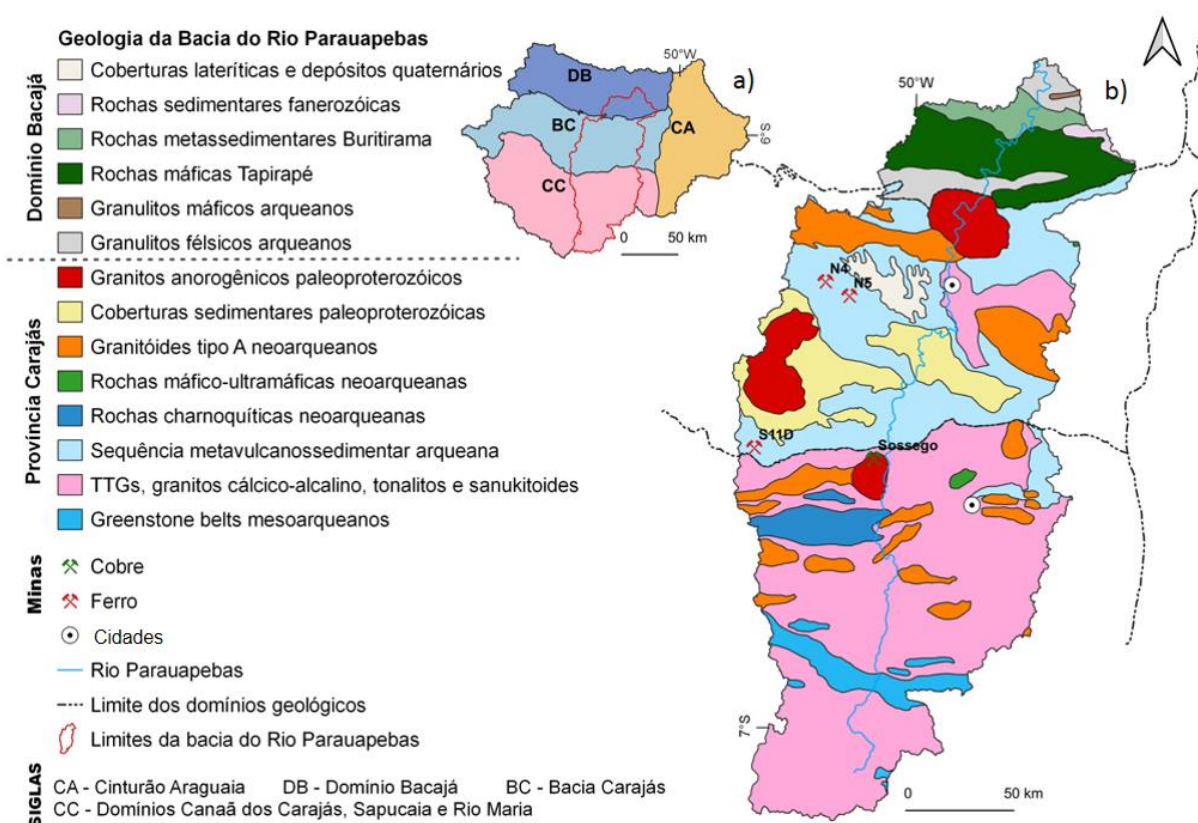 Geologia da Bacia do Rio Parauapebas
Domínio Bacajá
Coberturas lateríticas e depósitos quaternários
Rochas sedimentares fanerozóicas
Rochas metassedimentares Buritirama
Rochas máficas Tapirapé
Granulitos máficos arqueanos
Granulitos félsicos arqueanos
Província Carajás
Granitos anorogênicos paleoproterozóicos
Coberturas sedimentares paleoproterozóicas
Granitóides tipo A neoarqueanos
Rochas máfico-ultramáficas neoarqueanas
Rochas charnoquíticas neoarqueanas
Sequência metavulcanossedimentar arqueana
TTGs, granitos cálcico-alcalino, tonalitos e sanukitoides
Greenstone belts mesoarqueanos
Minas
Cobre
Ferro
Cidades
Rio Parauapebas
Limite dos domínios geológicos
Limites da bacia do Rio Parauapebas
SIGLAS
CA - Cinturão Araguaia DB - Domínio Bacajá BC - Bacia Carajás
CC - Domínios Canaã dos Carajás, Sapucaia e Rio Maria
a)
50°W
DB
BC
CA
6°S
CC
0 50 km
b)
50°W
N4
N5
S11D
Sossego
7°S
0 50 km